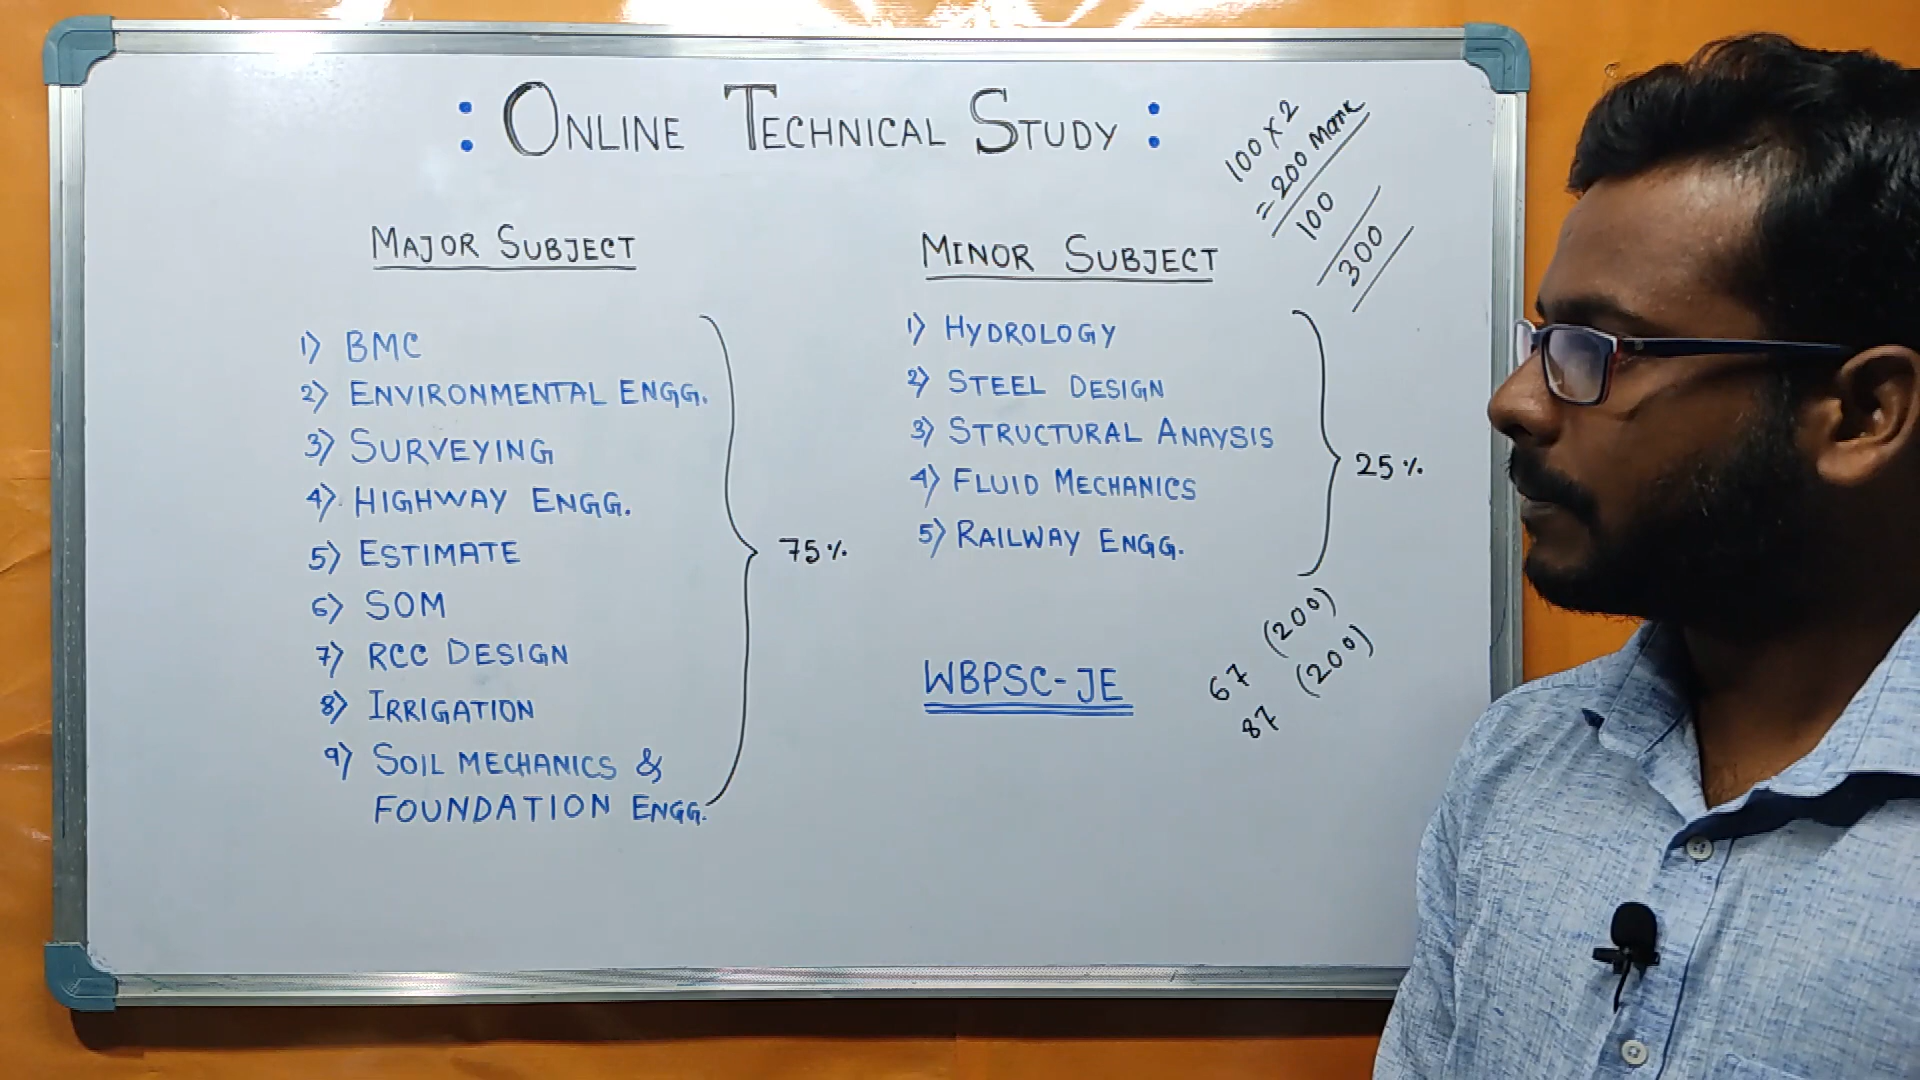 : ONLINE TECHNICAL STUDY :
100 X 2
= 200 Mark
100
300
MAJOR SUBJECT
1) BMC
2) ENVIRONMENTAL ENGG.
3) SURVEYING
4) HIGHWAY ENGG.
5) ESTIMATE
6) SOM
7) RCC DESIGN
8) IRRIGATION
9) SOIL MECHANICS &
FOUNDATION ENGG.
75%
MINOR SUBJECT
1) HYDROLOGY
2) STEEL DESIGN
3) STRUCTURAL ANAYSIS
4) FLUID MECHANICS
5) RAILWAY ENGG.
25%
WBPSC-JE
67 (200)
87 (200)